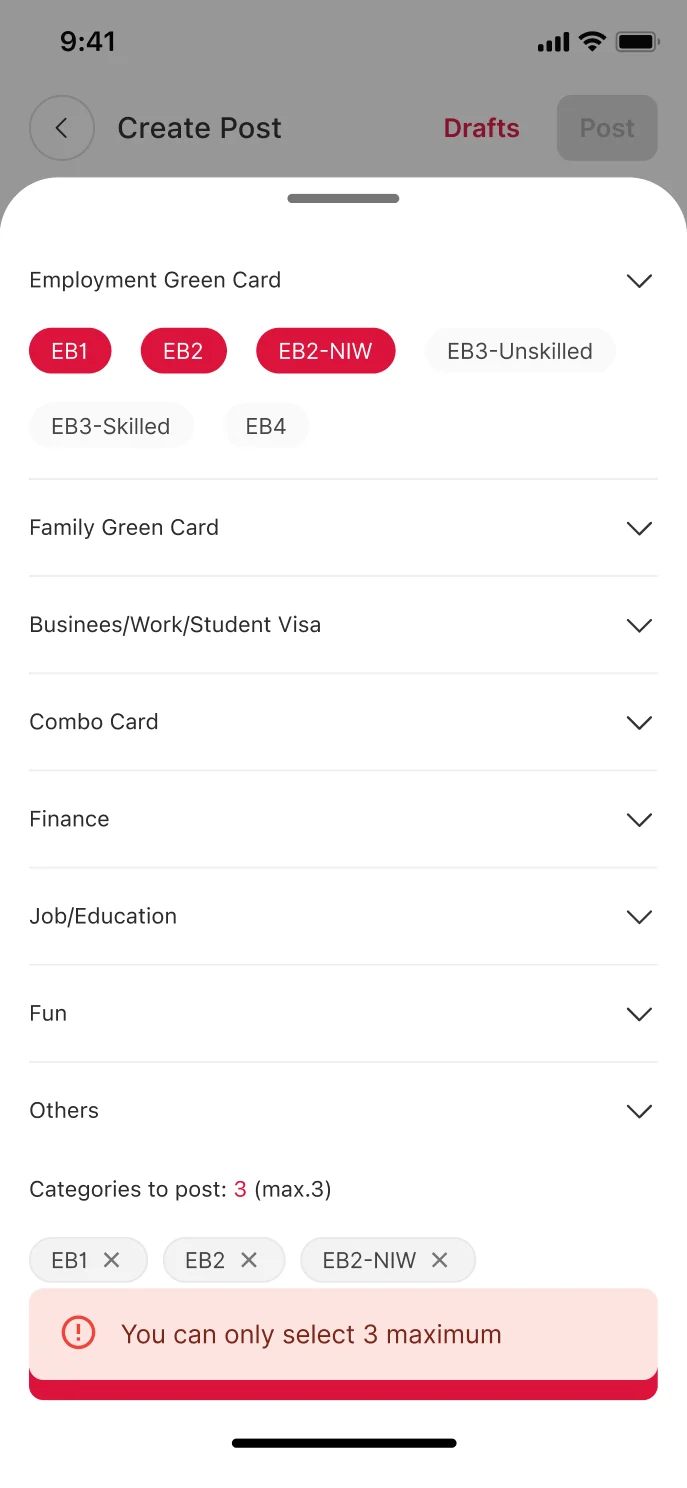 9:41
Create Post Drafts Post
Employment Green Card
EB1 EB2 EB2-NIW EB3-Unskilled
EB3-Skilled EB4
Family Green Card
Businees/Work/Student Visa
Combo Card
Finance
Job/Education
Fun
Others
Categories to post: 3 (max.3)
EB1 EB2 EB2-NIW
You can only select 3 maximum